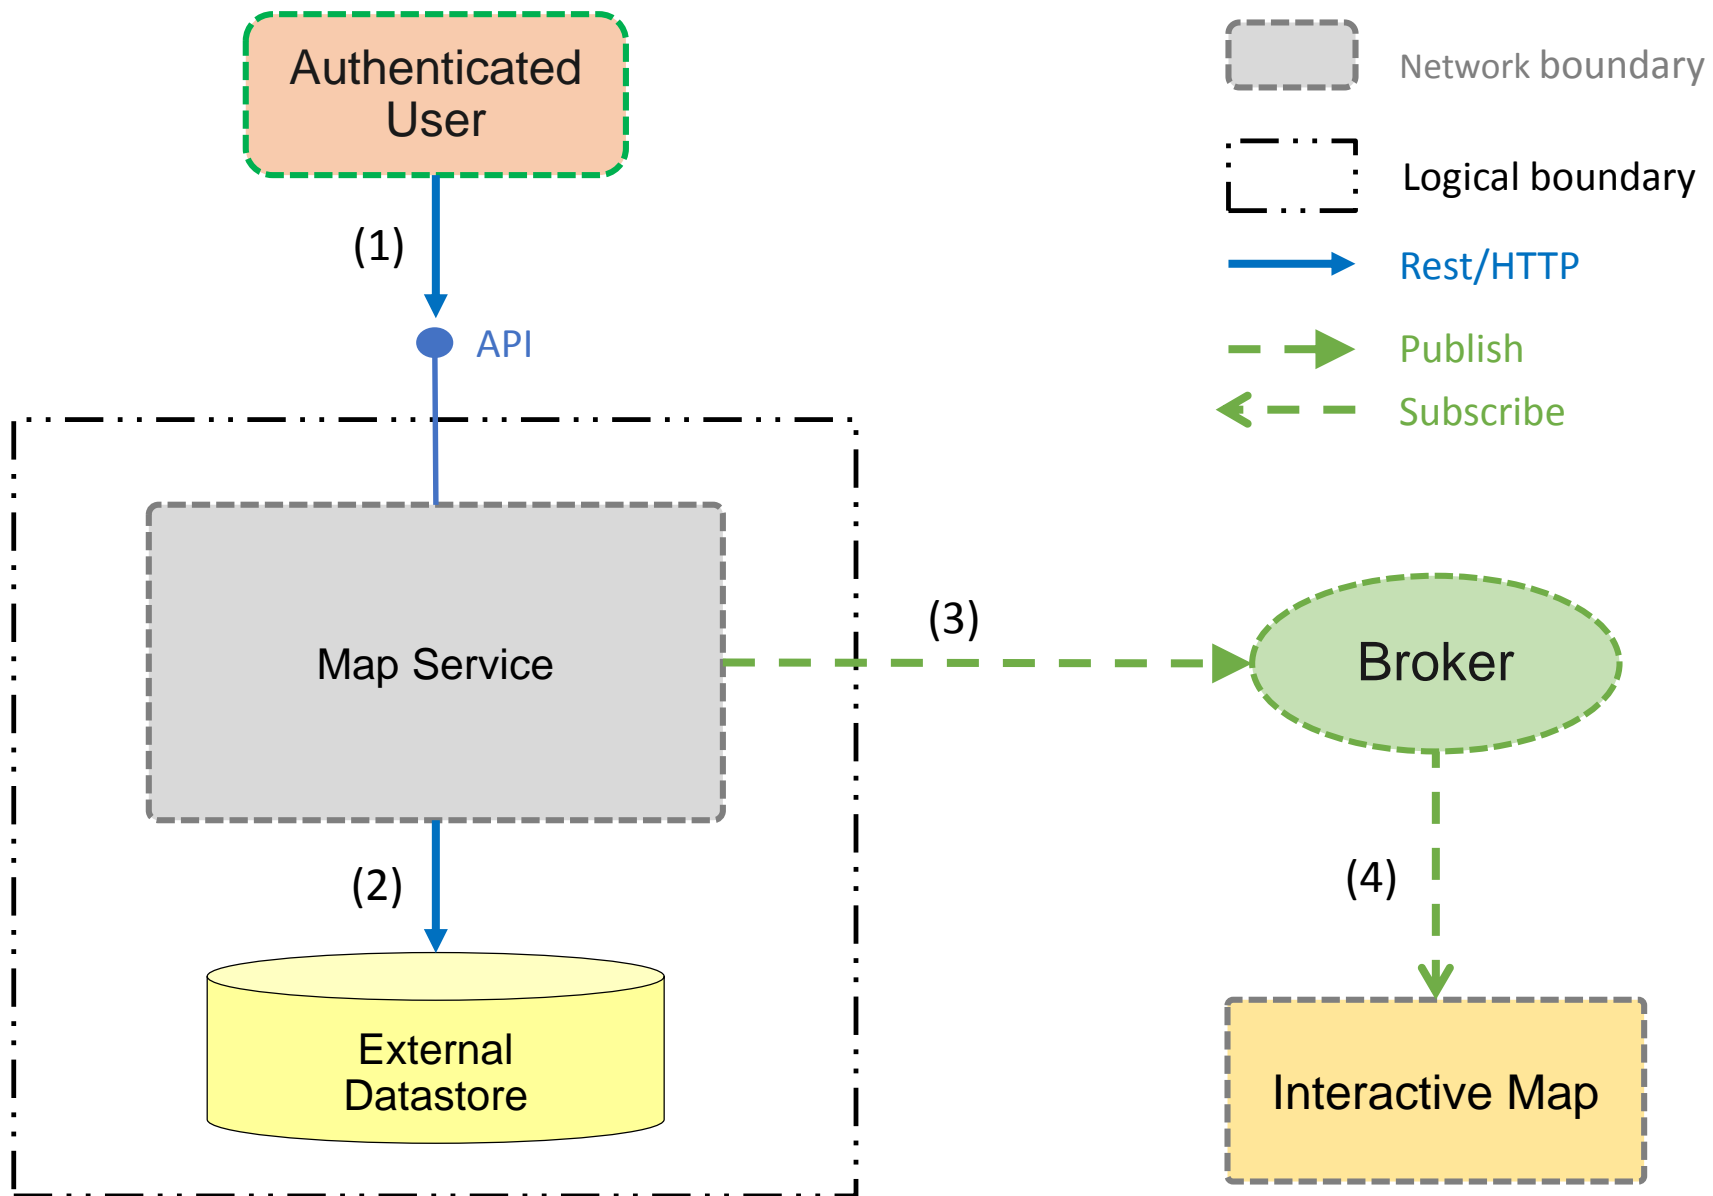 Authenticated
User
(1)
API
Map Service
(2)
External
Datastore
(3)
Broker
(4)
Interactive Map
Network boundary
Logical boundary
Rest/HTTP
Publish
Subscribe